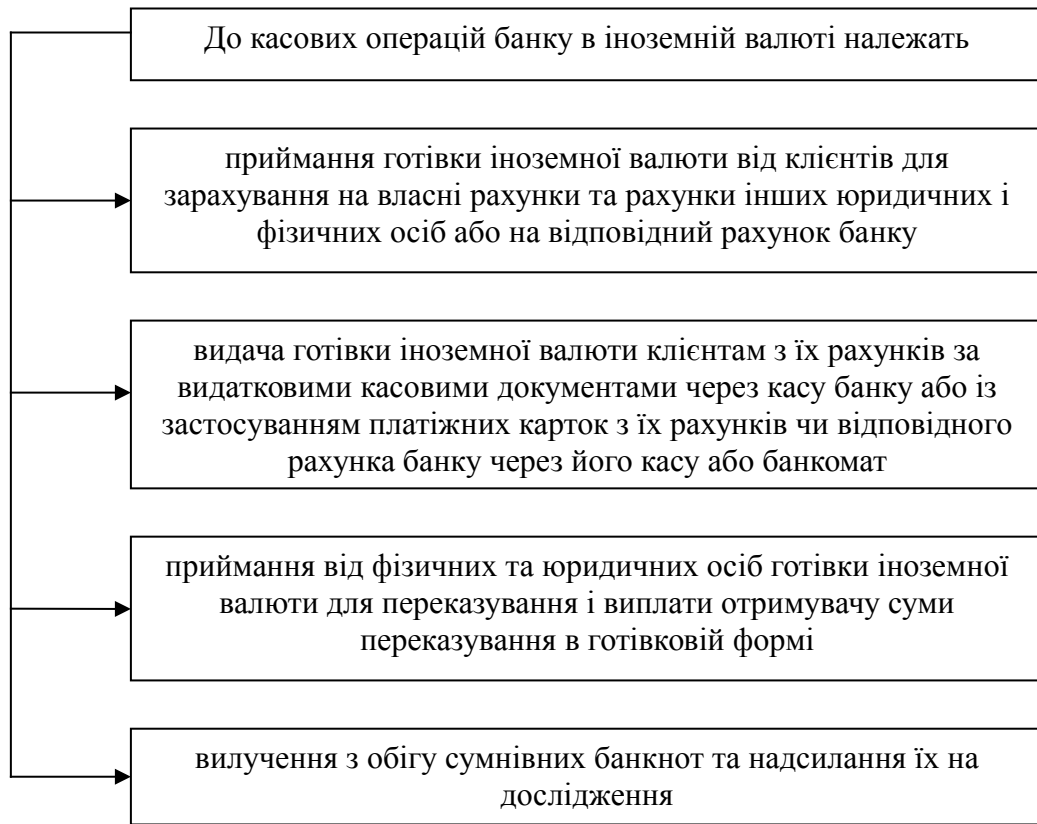 До касових операцій банку в іноземній валюті належать
приймання готівки іноземної валюти від клієнтів для
зарахування на власні рахунки та рахунки інших юридичних і
фізичних осіб або на відповідний рахунок банку
видача готівки іноземної валюти клієнтам з їх рахунків за
видатковими касовими документами через касу банку або із
застосуванням платіжних карток з їх рахунків чи відповідного
рахунка банку через його касу або банкомат
приймання від фізичних та юридичних осіб готівки іноземної
валюти для переказування і виплати отримувачу суми
переказування в готівковій формі
вилучення з обігу сумнівних банкнот та надсилання їх на
дослідження